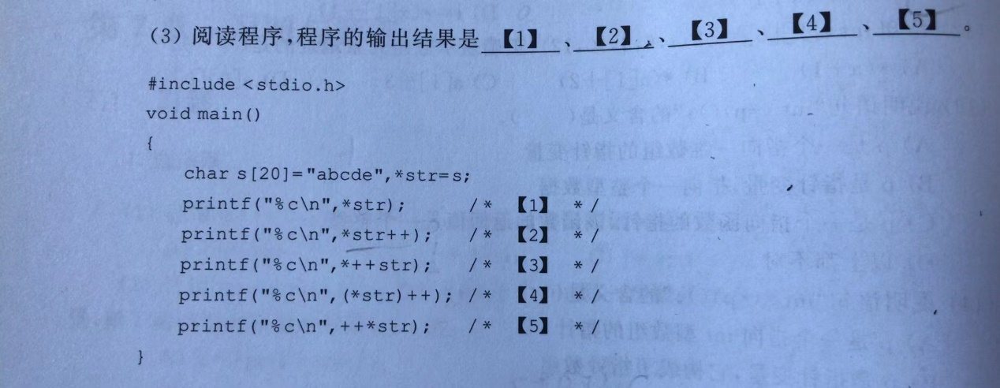 (3) 阅读程序,程序的输出结果是 【1】 、 【2】 、 【3】 、 【4】 、 【5】 。
#include <stdio.h>
void main()
{
char s[20]="abcde",*str=s;
printf("%c\n",*str); /* 【1】 */
printf("%c\n",*str++); /* 【2】 */
printf("%c\n",*++str); /* 【3】 */
printf("%c\n",(*str)++); /* 【4】 */
printf("%c\n",++*str); /* 【5】 */
}